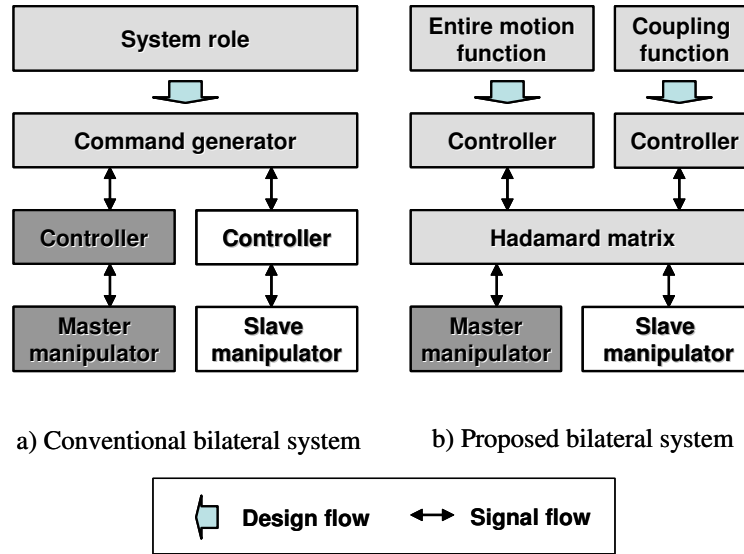 System role
Command generator
Controller
Controller
Master
manipulator
Slave
manipulator
a) Conventional bilateral system
Entire motion
function
Coupling
function
Controller
Controller
Hadamard matrix
Master
manipulator
Slave
manipulator
b) Proposed bilateral system
Design flow
Signal flow